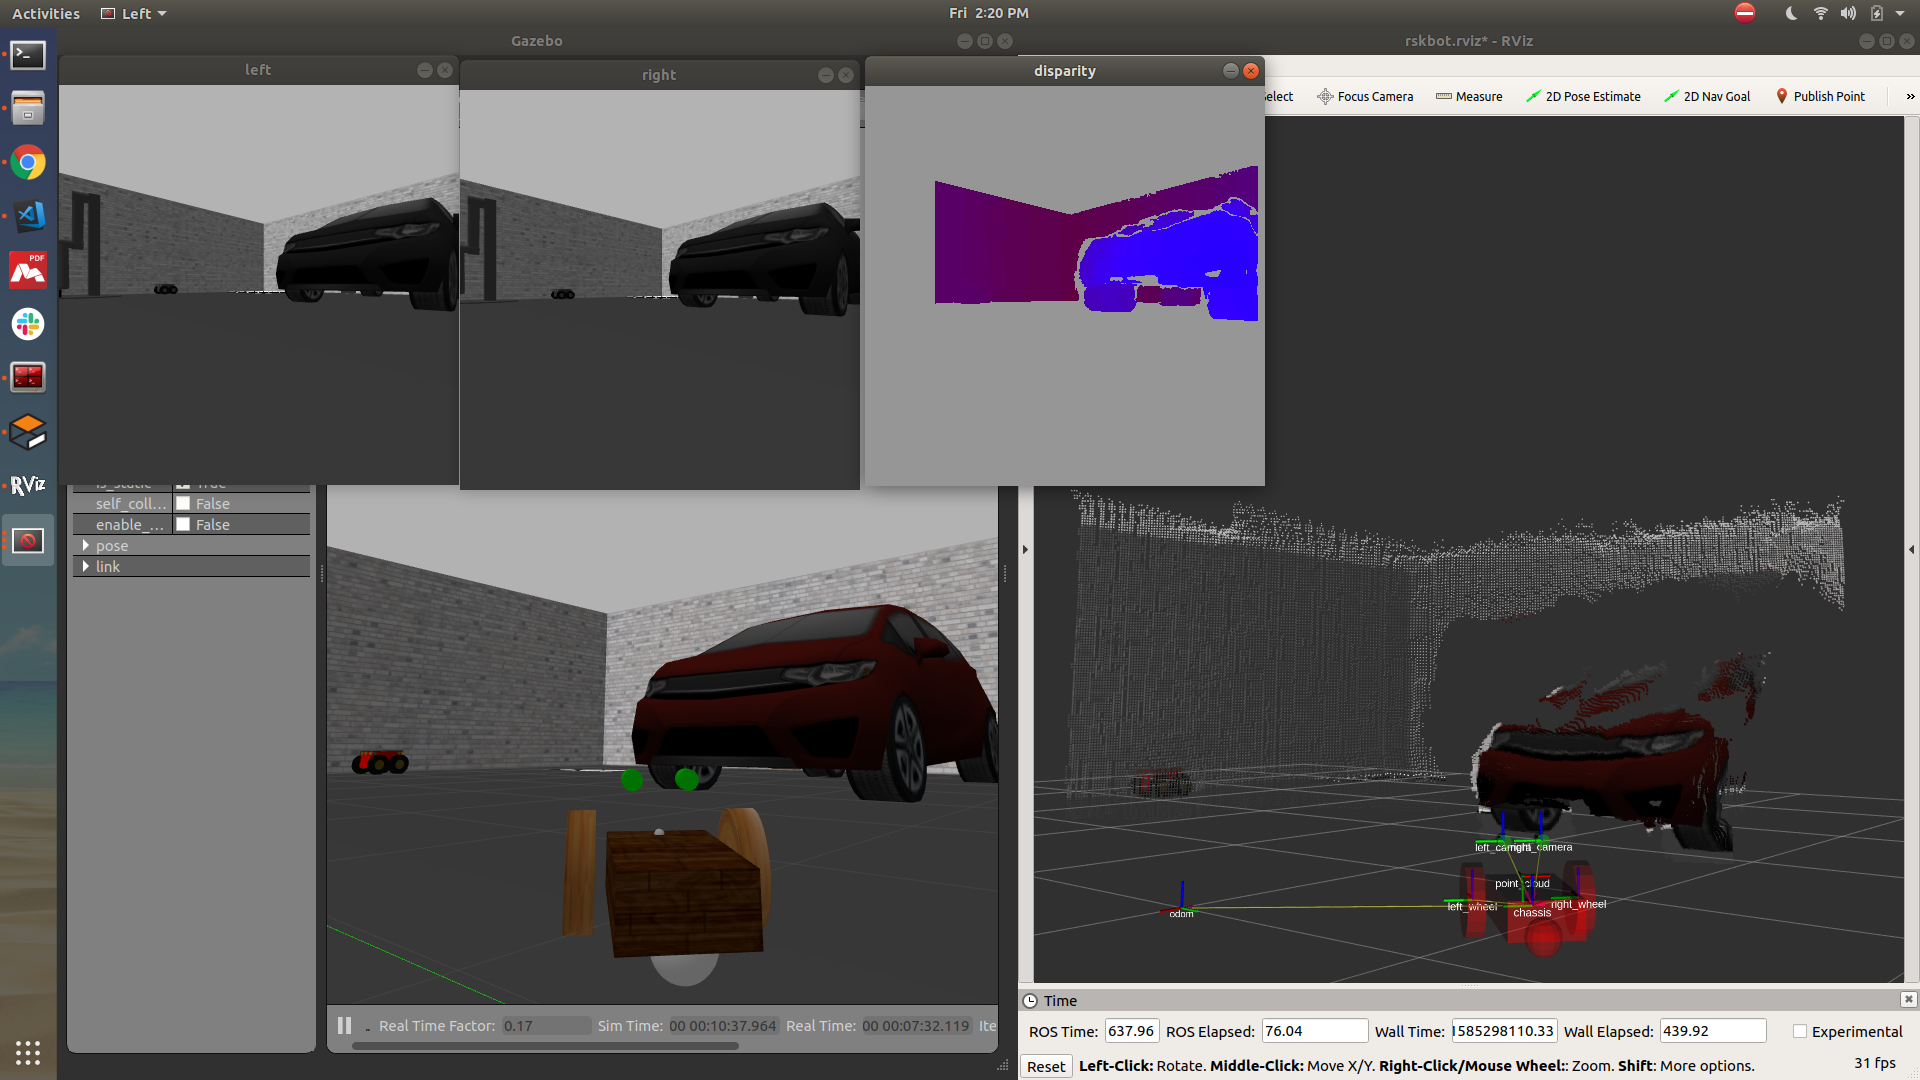 Activities
Left
Fri 2:20 PM
Gazebo
rskbot.rviz* - RViz
left
right
disparity
elect
Focus Camera
Measure
2D Pose Estimate
2D Nav Goal
Publish Point
»
PDF
RViz
self_coll... False
enable_... False
pose
link
left_camera
right_camera
point_cloud
left_wheel
right_wheel
chassis
odom
Real Time Factor: 0.17 Sim Time: 00 00:10:37.964 Real Time: 00 00:07:32.119 Ite
Time
ROS Time: 637.96 ROS Elapsed: 76.04 Wall Time: 1585298110.33 Wall Elapsed: 439.92 Experimental
Reset Left-Click: Rotate. Middle-Click: Move X/Y. Right-Click/Mouse Wheel:: Zoom. Shift: More options. 31 fps